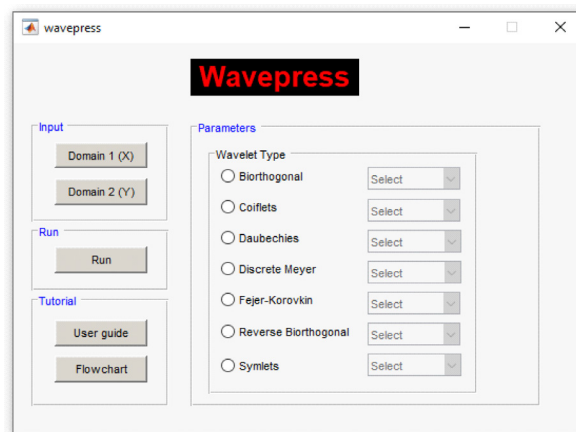 wavepress
Wavepress
Input
Domain 1 (X)
Domain 2 (Y)
Run
Run
Tutorial
User guide
Flowchart
Parameters
Wavelet Type
Biorthogonal Select
Coiflets Select
Daubechies Select
Discrete Meyer Select
Fejer-Korovkin Select
Reverse Biorthogonal Select
Symlets Select